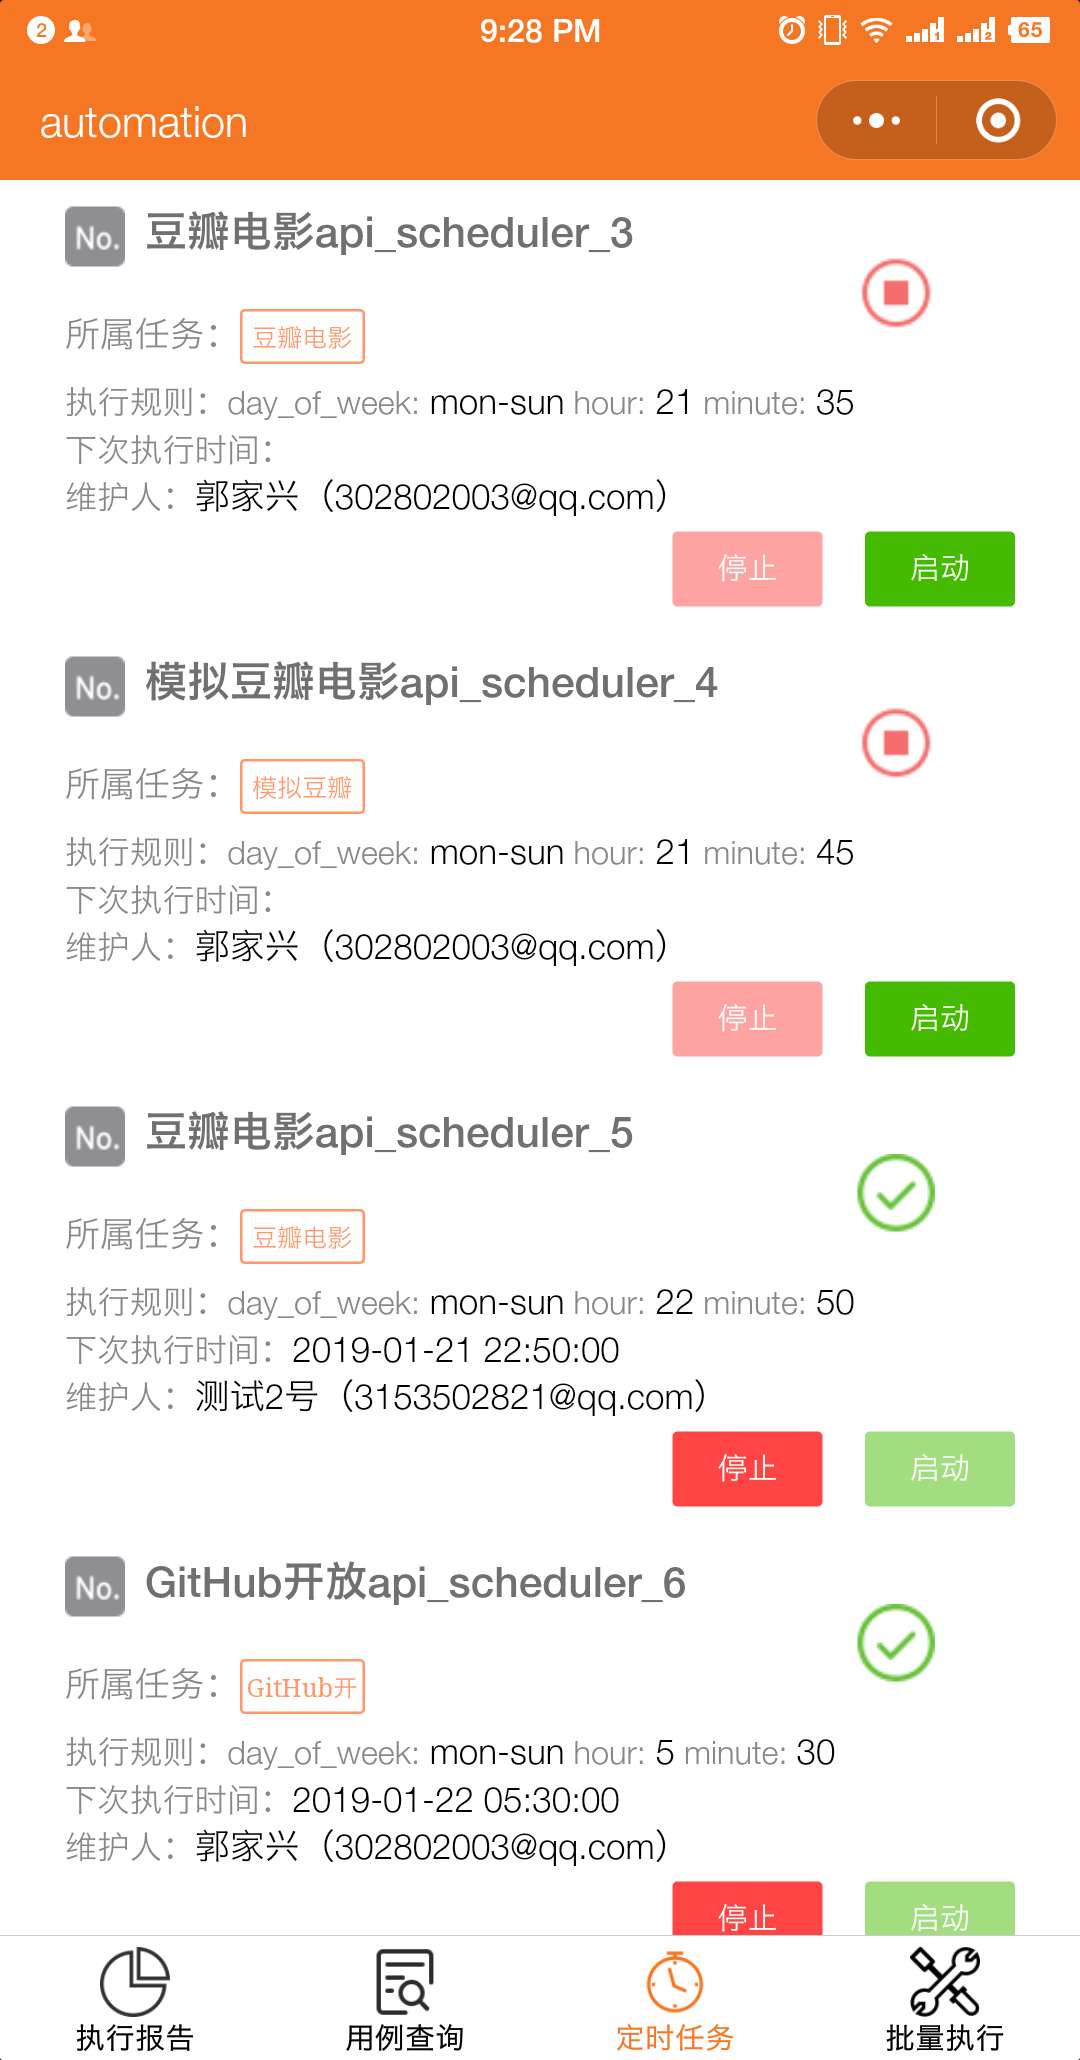 2 9:28 PM 1 2 65
automation
No. 豆瓣电影api_scheduler_3
所属任务： 豆瓣电影
执行规则：day_of_week: mon-sun hour: 21 minute: 35
下次执行时间：
维护人：郭家兴（302802003@qq.com）
停止 启动
No. 模拟豆瓣电影api_scheduler_4
所属任务： 模拟豆瓣
执行规则：day_of_week: mon-sun hour: 21 minute: 45
下次执行时间：
维护人：郭家兴（302802003@qq.com）
停止 启动
No. 豆瓣电影api_scheduler_5
所属任务： 豆瓣电影
执行规则：day_of_week: mon-sun hour: 22 minute: 50
下次执行时间：2019-01-21 22:50:00
维护人：测试2号（3153502821@qq.com）
停止 启动
No. GitHub开放api_scheduler_6
所属任务： GitHub开
执行规则：day_of_week: mon-sun hour: 5 minute: 30
下次执行时间：2019-01-22 05:30:00
维护人：郭家兴（302802003@qq.com）
停止 启动
执行报告 用例查询 定时任务 批量执行